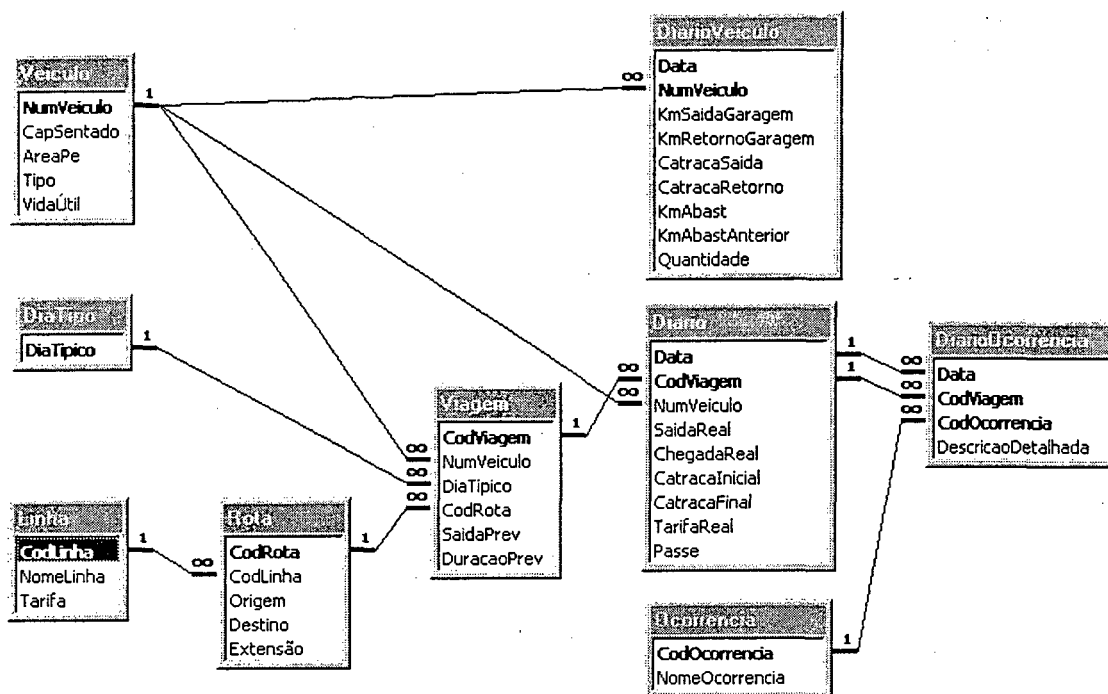 Veiculo
NumVeiculo
CapSentado
AreaPe
Tipo
VidaÚtil
DiarioVeiculo
Data
NumVeiculo
KmSaidaGaragem
KmRetornoGaragem
CatracaSaida
CatracaRetorno
KmAbast
KmAbastAnterior
Quantidade
DiaTipo
DiaTipico
Viagem
CodViagem
NumVeiculo
DiaTipico
CodRota
SaidaPrev
DuracaoPrev
Diario
Data
CodViagem
NumVeiculo
SaidaReal
ChegadaReal
CatracaInicial
CatracaFinal
TarifaReal
Passe
DiarioOcorrencia
Data
CodViagem
CodOcorrencia
DescricaoDetalhada
Linha
CodLinha
NomeLinha
Tarifa
Rota
CodRota
CodLinha
Origem
Destino
Extensão
Ocorrencia
CodOcorrencia
NomeOcorrencia
1
∞
1
∞
∞
∞
1
∞
1
∞
1
∞
∞
1
1
∞
∞
∞
1